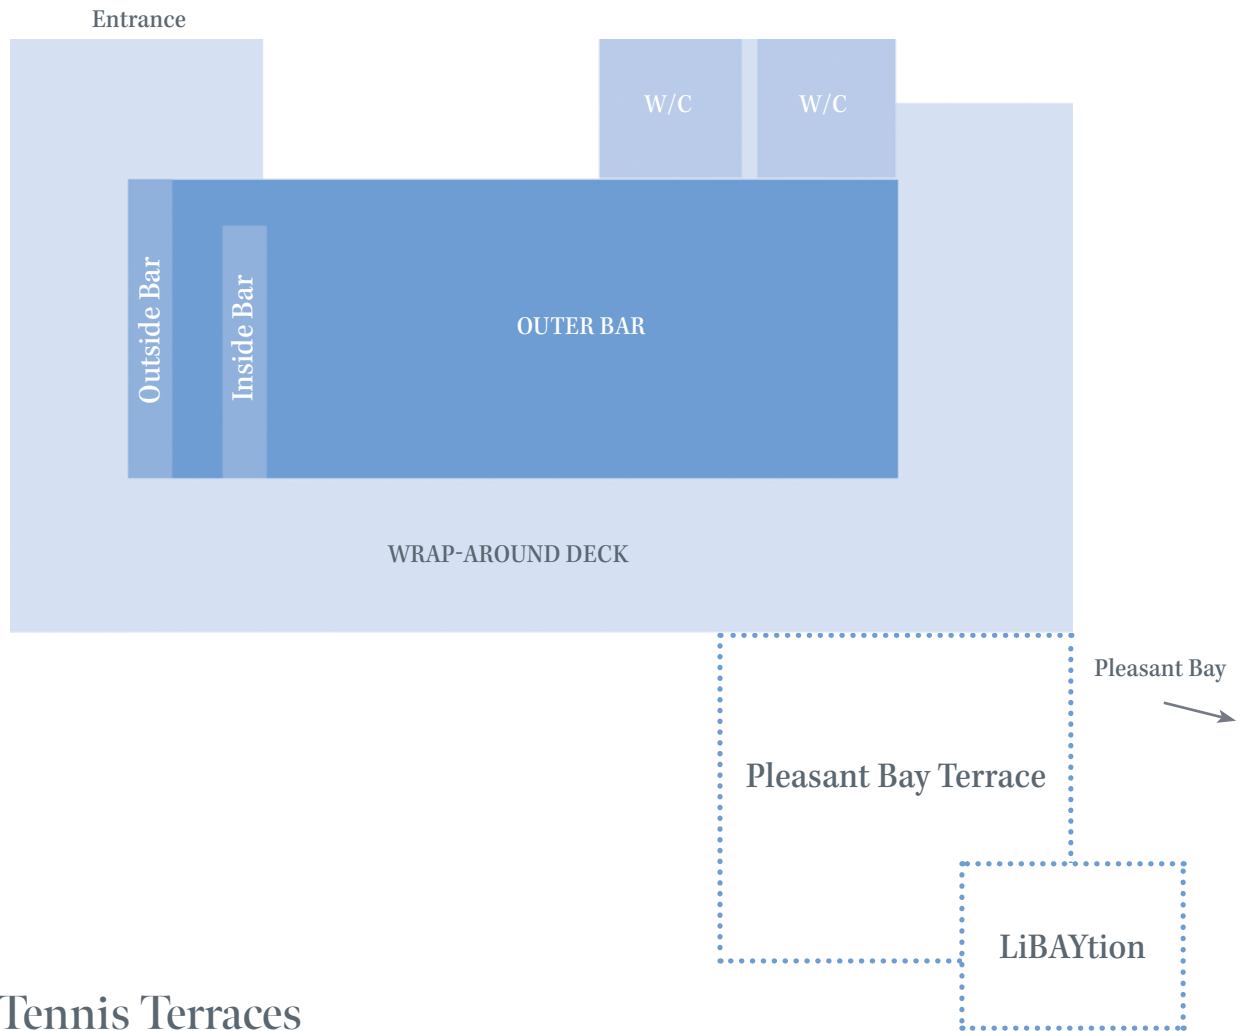 Entrance
W/C
W/C
Outside Bar
Inside Bar
OUTER BAR
WRAP-AROUND DECK
Pleasant Bay
Pleasant Bay Terrace
LiBAYtion
Tennis Terraces